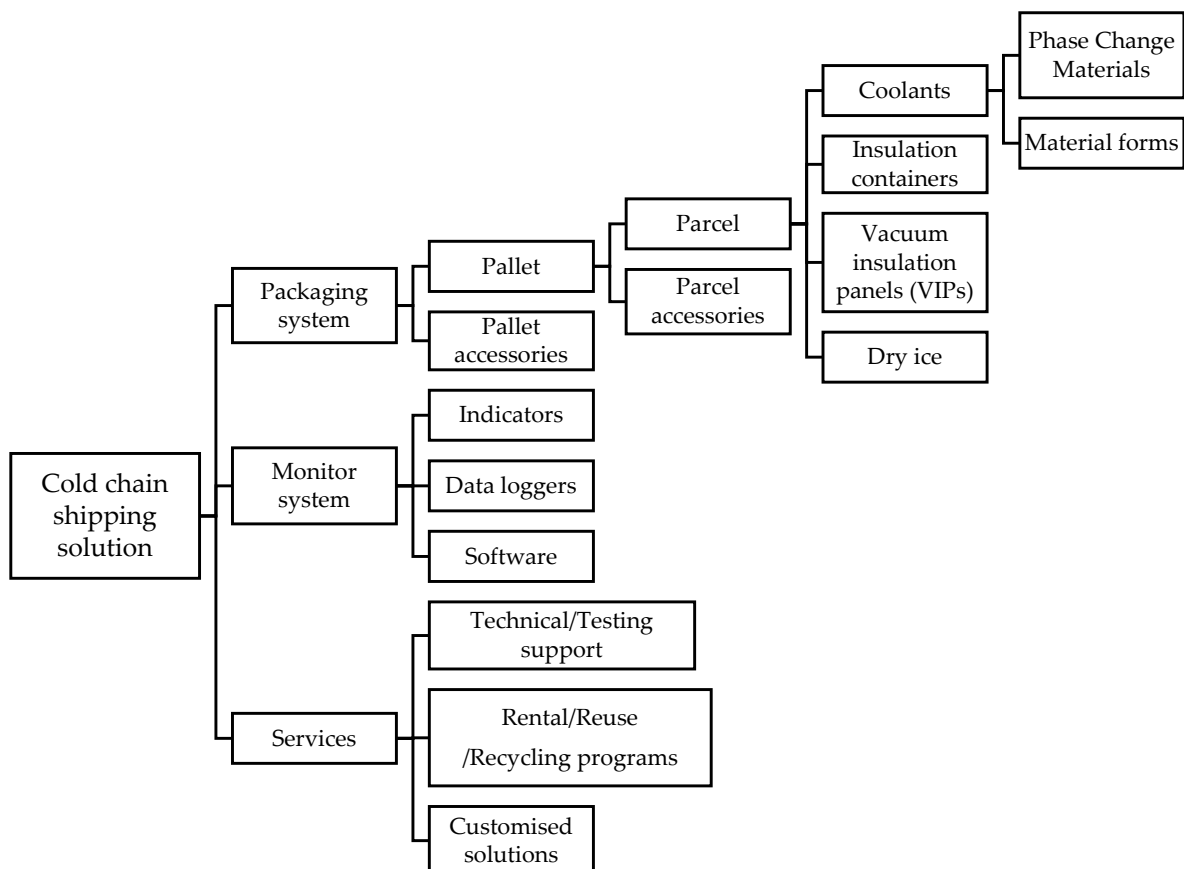 Cold chain
shipping
solution
Packaging
system
Pallet
Parcel
Coolants
Phase Change
Materials
Material forms
Insulation
containers
Vacuum
insulation
panels (VIPs)
Dry ice
Parcel
accessories
Pallet
accessories
Monitor
system
Indicators
Data loggers
Software
Services
Technical/Testing
support
Rental/Reuse
/Recycling programs
Customised
solutions